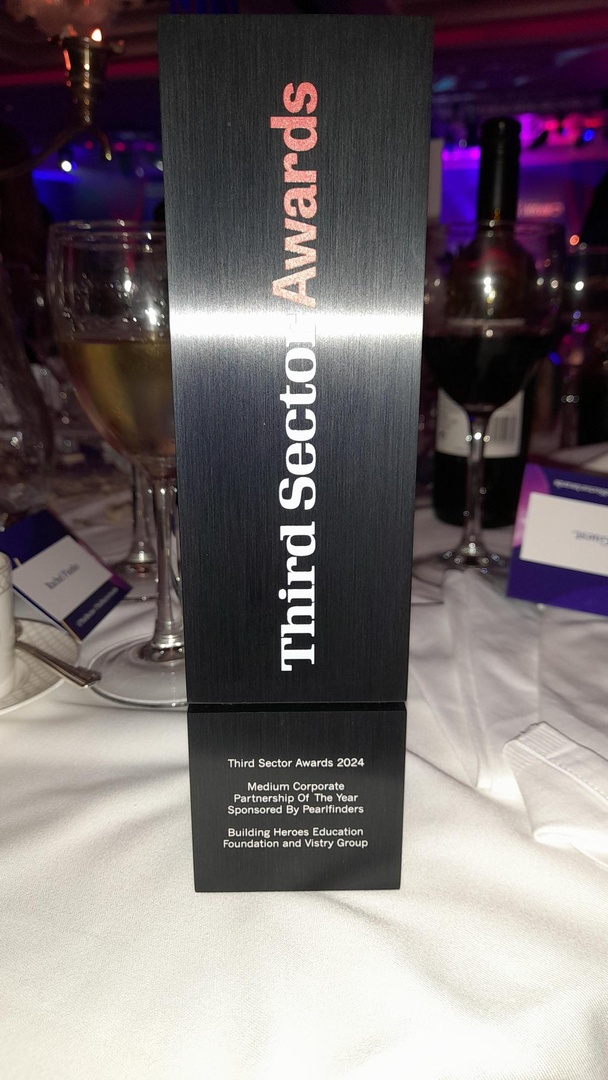 Third Sector Awards
Third Sector Awards 2024
Medium Corporate
Partnership Of The Year
Sponsored By Pearlfinders
Building Heroes Education
Foundation and Vistry Group